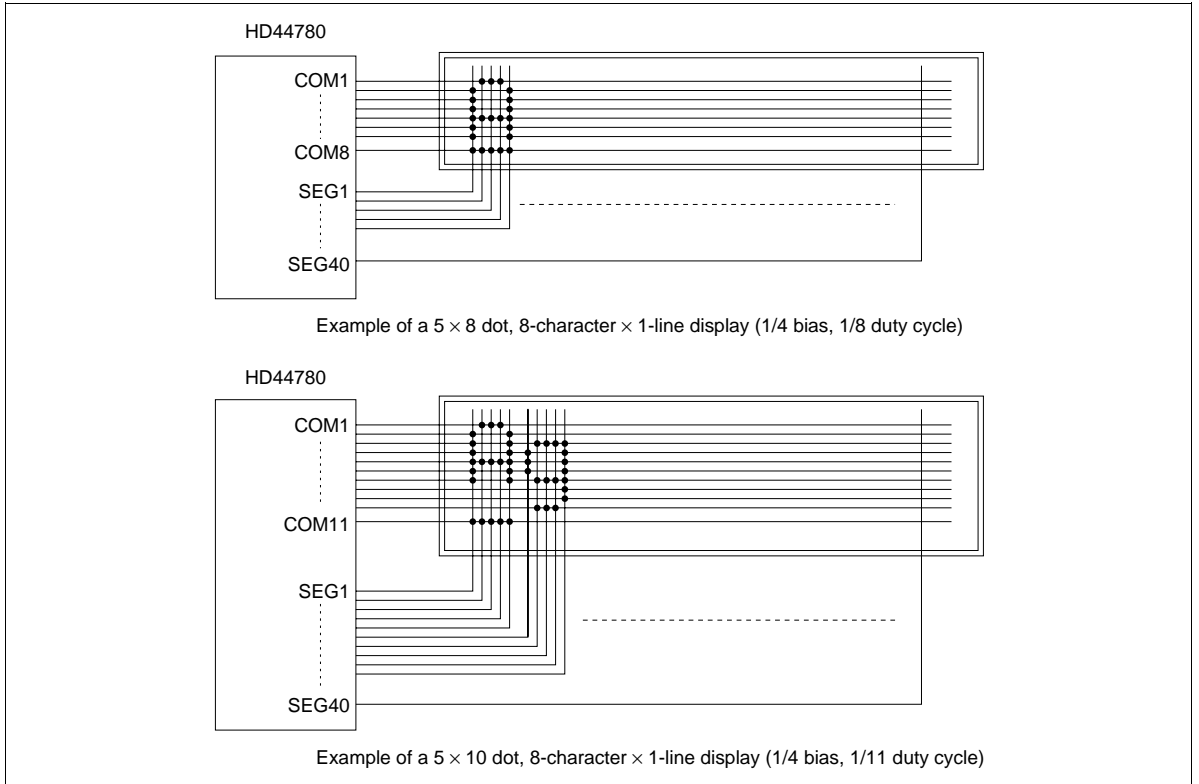 HD44780
COM1
COM8
SEG1
SEG40
Example of a 5 × 8 dot, 8-character × 1-line display (1/4 bias, 1/8 duty cycle)
HD44780
COM1
COM11
SEG1
SEG40
Example of a 5 × 10 dot, 8-character × 1-line display (1/4 bias, 1/11 duty cycle)